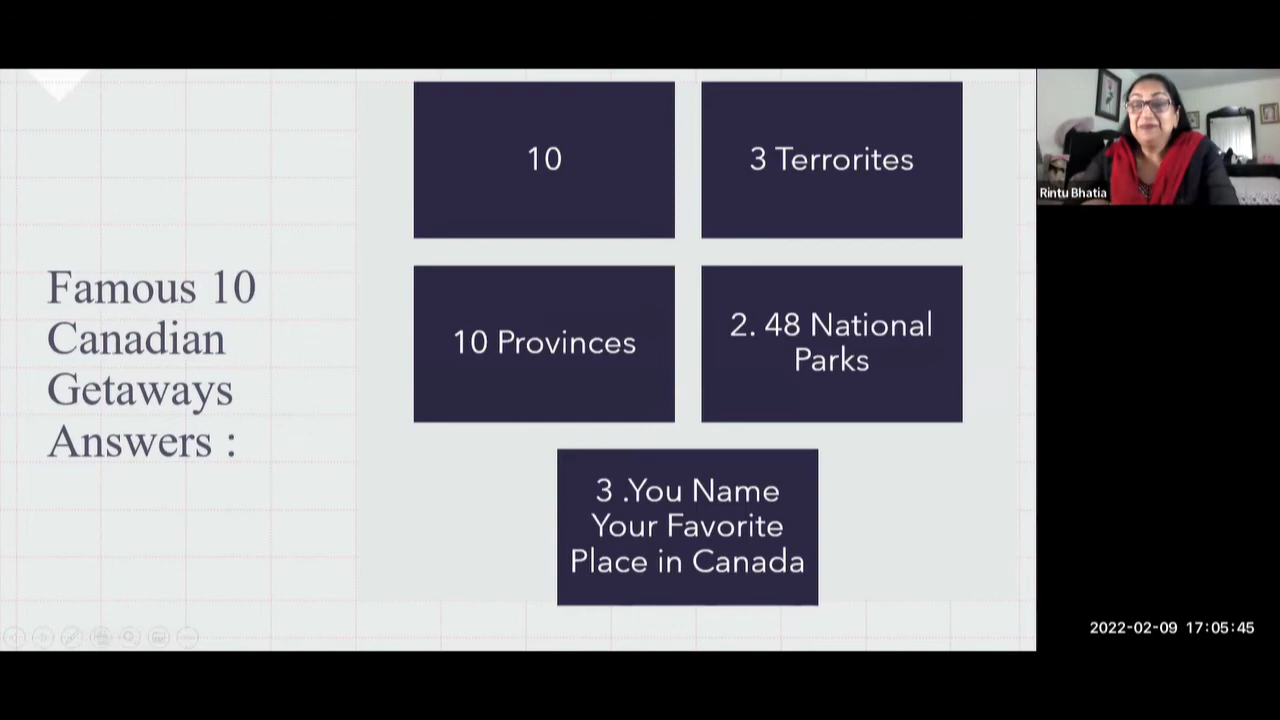 Famous 10
Canadian
Getaways
Answers :
10
3 Terrorites
10 Provinces
2. 48 National
Parks
3 .You Name
Your Favorite
Place in Canada
Rintu Bhatia
2022-02-09 17:05:45